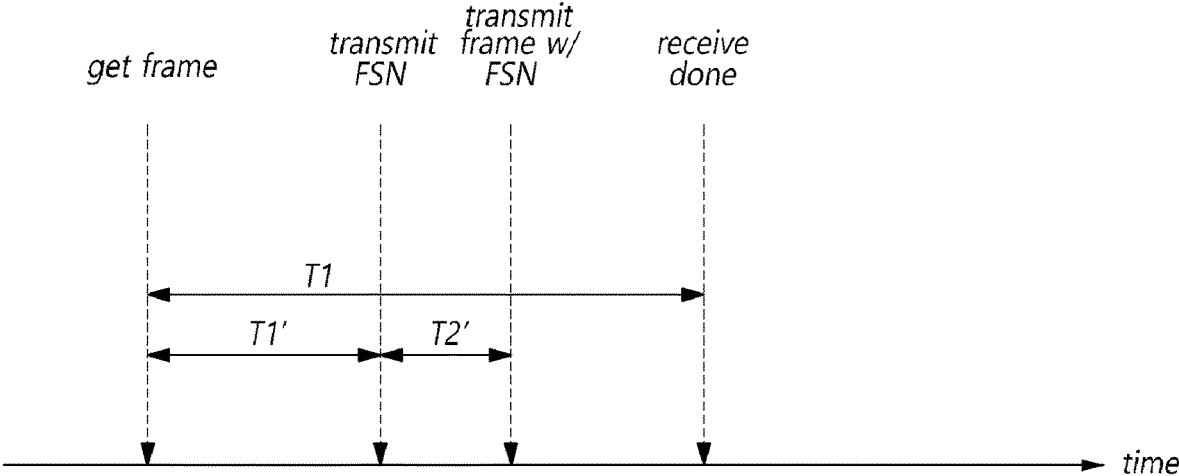 get frame
transmit
FSN
transmit
frame w/
FSN
receive
done
T1
T1'
T2'
time